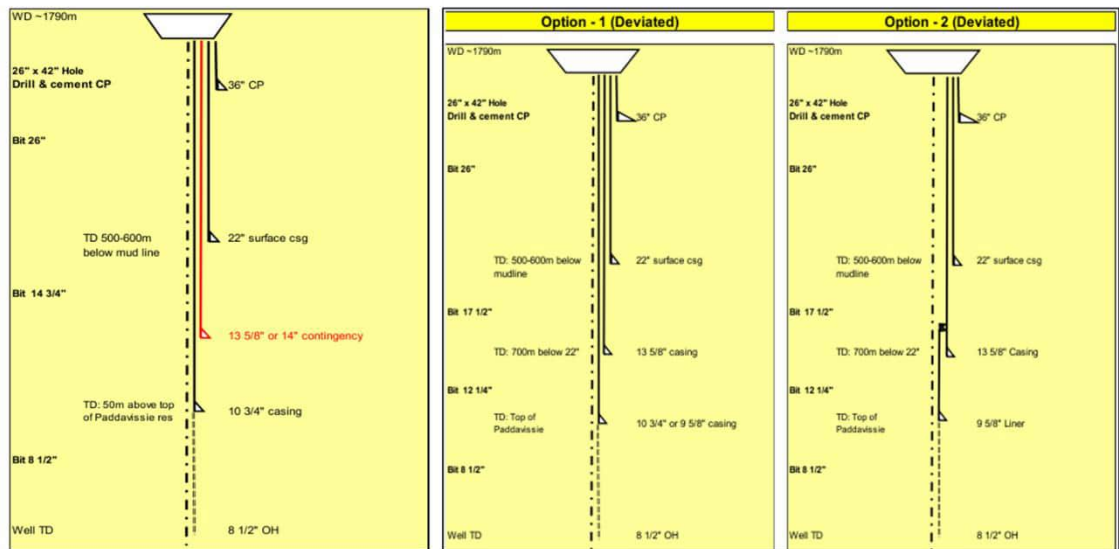 WD ~1790m
26" x 42" Hole
Drill & cement CP
36" CP
Bit 26"
TD 500-600m
below mud line
22" surface csg
Bit 14 3/4"
13 5/8" or 14" contingency
TD: 50m above top
of Paddavissie res
10 3/4" casing
Bit 8 1/2"
Well TD
8 1/2" OH
Option - 1 (Deviated)
WD ~1790m
26" x 42" Hole
Drill & cement CP
36" CP
Bit 26"
TD: 500-600m below
mudline
22" surface csg
Bit 17 1/2"
TD: 700m below 22"
13 5/8" casing
Bit 12 1/4"
TD: Top of
Paddavissie
10 3/4" or 9 5/8" casing
Bit 8 1/2"
Well TD
8 1/2" OH
Option - 2 (Deviated)
WD ~1790m
26" x 42" Hole
Drill & cement CP
36" CP
Bit 26"
TD: 500-600m below
mudline
22" surface csg
Bit 17 1/2"
TD: 700m below 22"
13 5/8" Casing
Bit 12 1/4"
TD: Top of
Paddavissie
9 5/8" Liner
Bit 8 1/2"
Well TD
8 1/2" OH